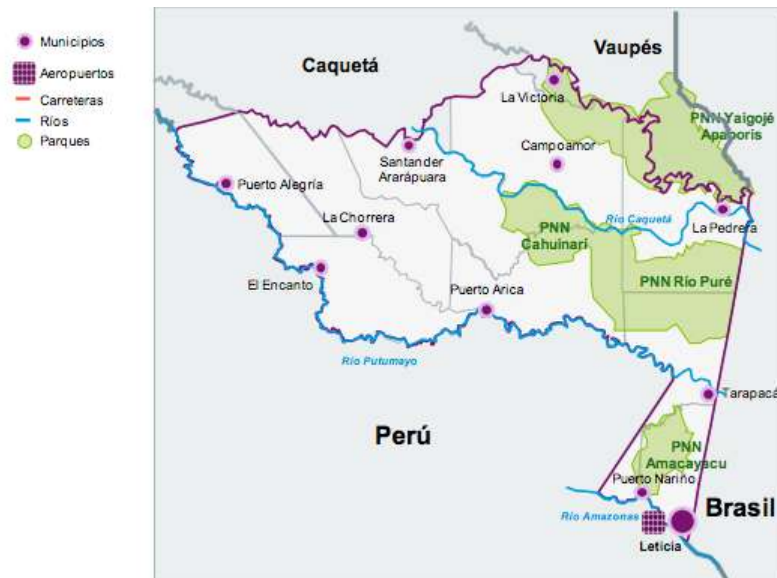 Municipios
Aeropuertos
Carreteras
Ríos
Parques
Caquetá
Vaupés
La Victoria
PNN Yaigojé
Apaporis
Santander
Ararápuara
Campoamor
Puerto Alegría
La Chorrera
PNN
Cahuinarí
Río Caquetá
La Pedrera
El Encanto
Puerto Arica
PNN Río Puré
Río Putumayo
Tarapacá
Perú
PNN
Amacayacu
Puerto Nariño
Río Amazonas
Brasil
Leticia